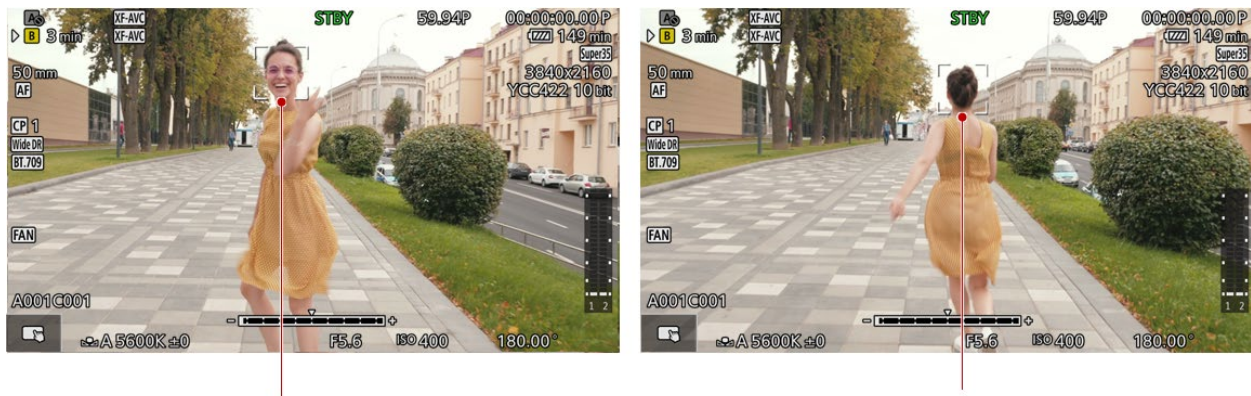 A XF-AVC STBY 59.94P 00:00:00.00 P
B 3 min XF-AVC 149 min
Super35
50 mm 3840x2160
AF YCC422 10 bit
CP 1
Wide DR
BT.709
FAN
A001C001
1 2
- +
A 5600K ±0 F5.6 ISO 400 180.00°
A XF-AVC STBY 59.94P 00:00:00.00 P
B 3 min XF-AVC 149 min
Super35
50 mm 3840x2160
AF YCC422 10 bit
CP 1
Wide DR
BT.709
FAN
A001C001
1 2
- +
A 5600K ±0 F5.6 ISO 400 180.00°